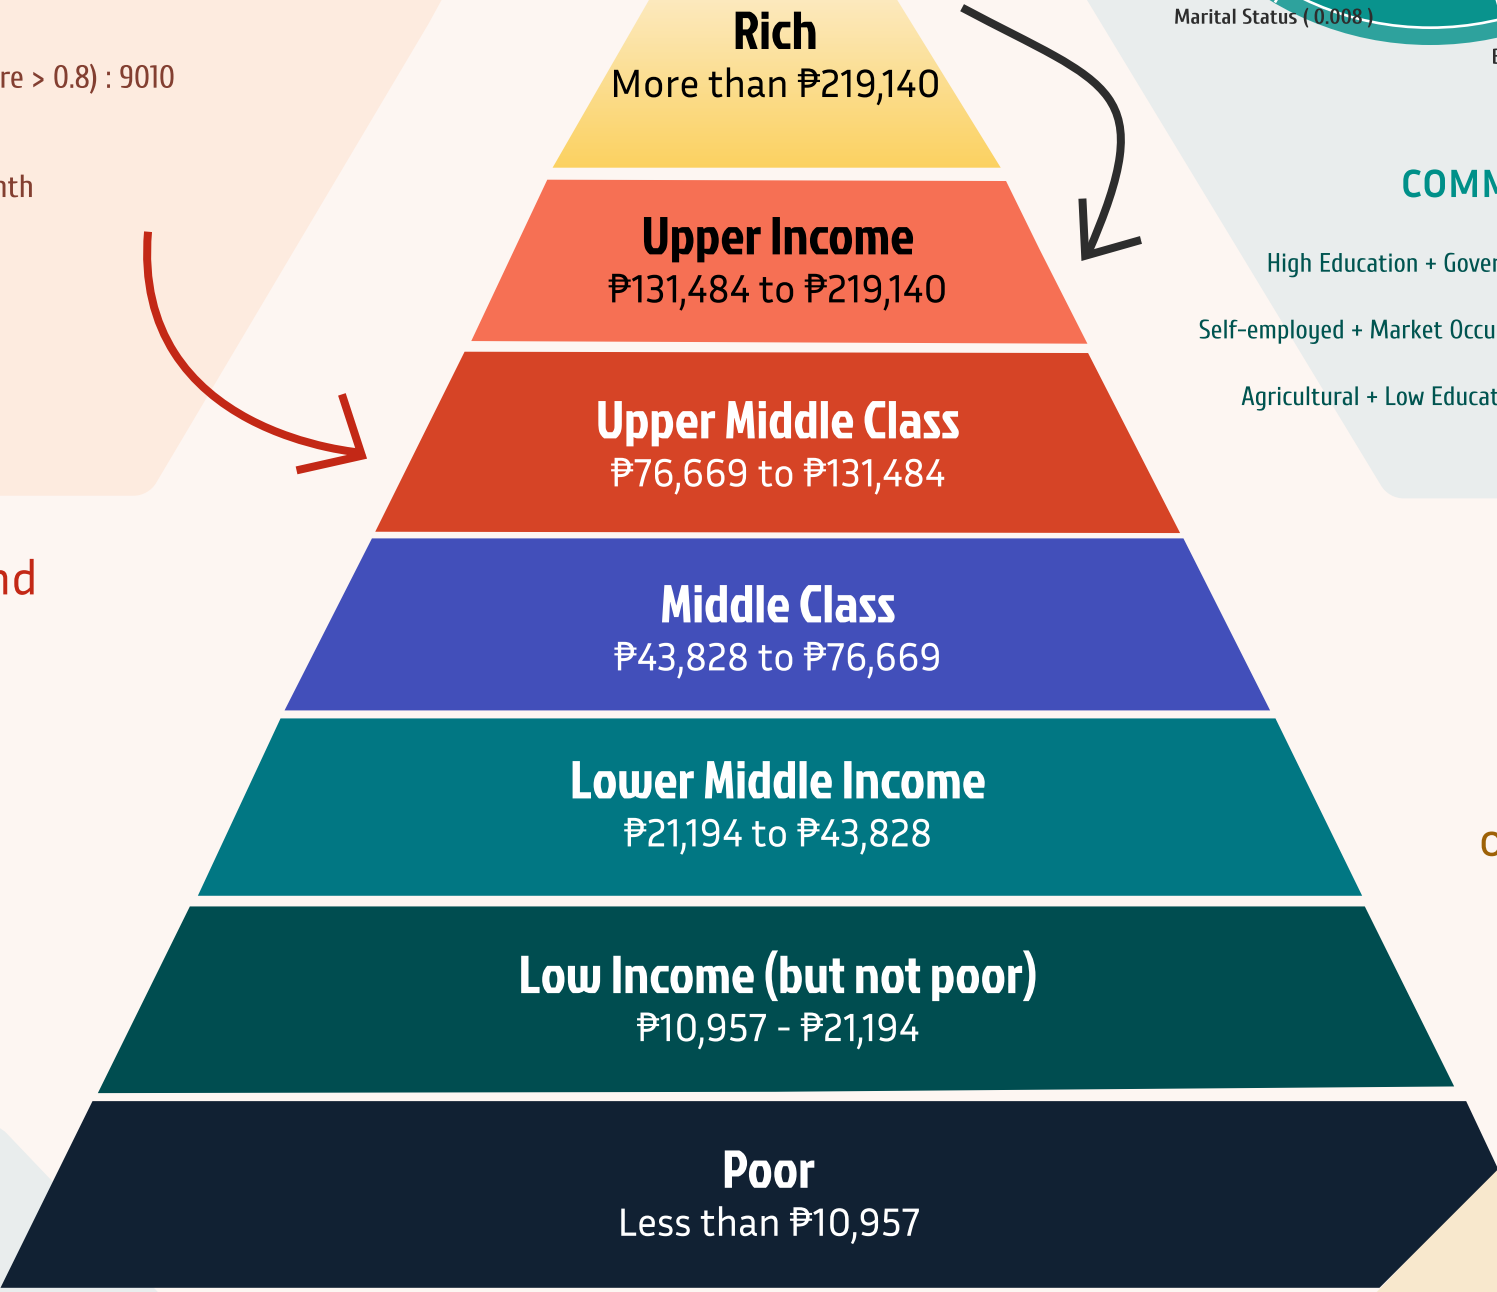 Rich
More than ₱219,140
Upper Income
₱131,484 to ₱219,140
Upper Middle Class
₱76,669 to ₱131,484
Middle Class
₱43,828 to ₱76,669
Lower Middle Income
₱21,194 to ₱43,828
Low Income (but not poor)
₱10,957 - ₱21,194
Poor
Less than ₱10,957
re > 0.8) : 9010
nth
nd
Marital Status ( 0.008 )
COMM
High Education + Gover
Self-employed + Market Occu
Agricultural + Low Educat